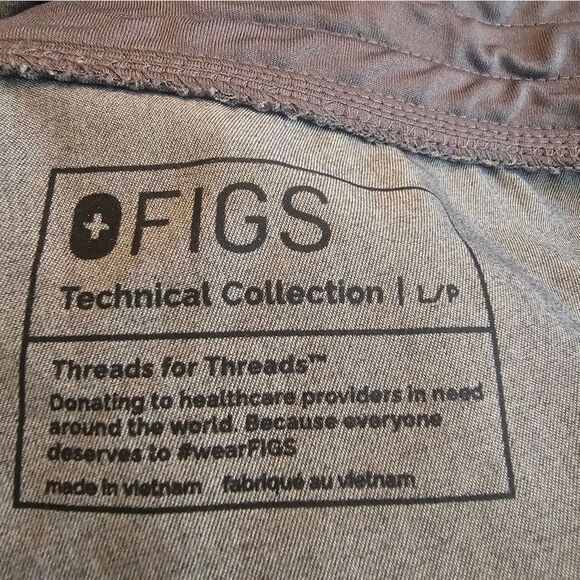 FIGS
Technical Collection | L/P
Threads for Threads™
Donating to healthcare providers in need
around the world. Because everyone
deserves to #wearFIGS
made in vietnam fabriqué au vietnam